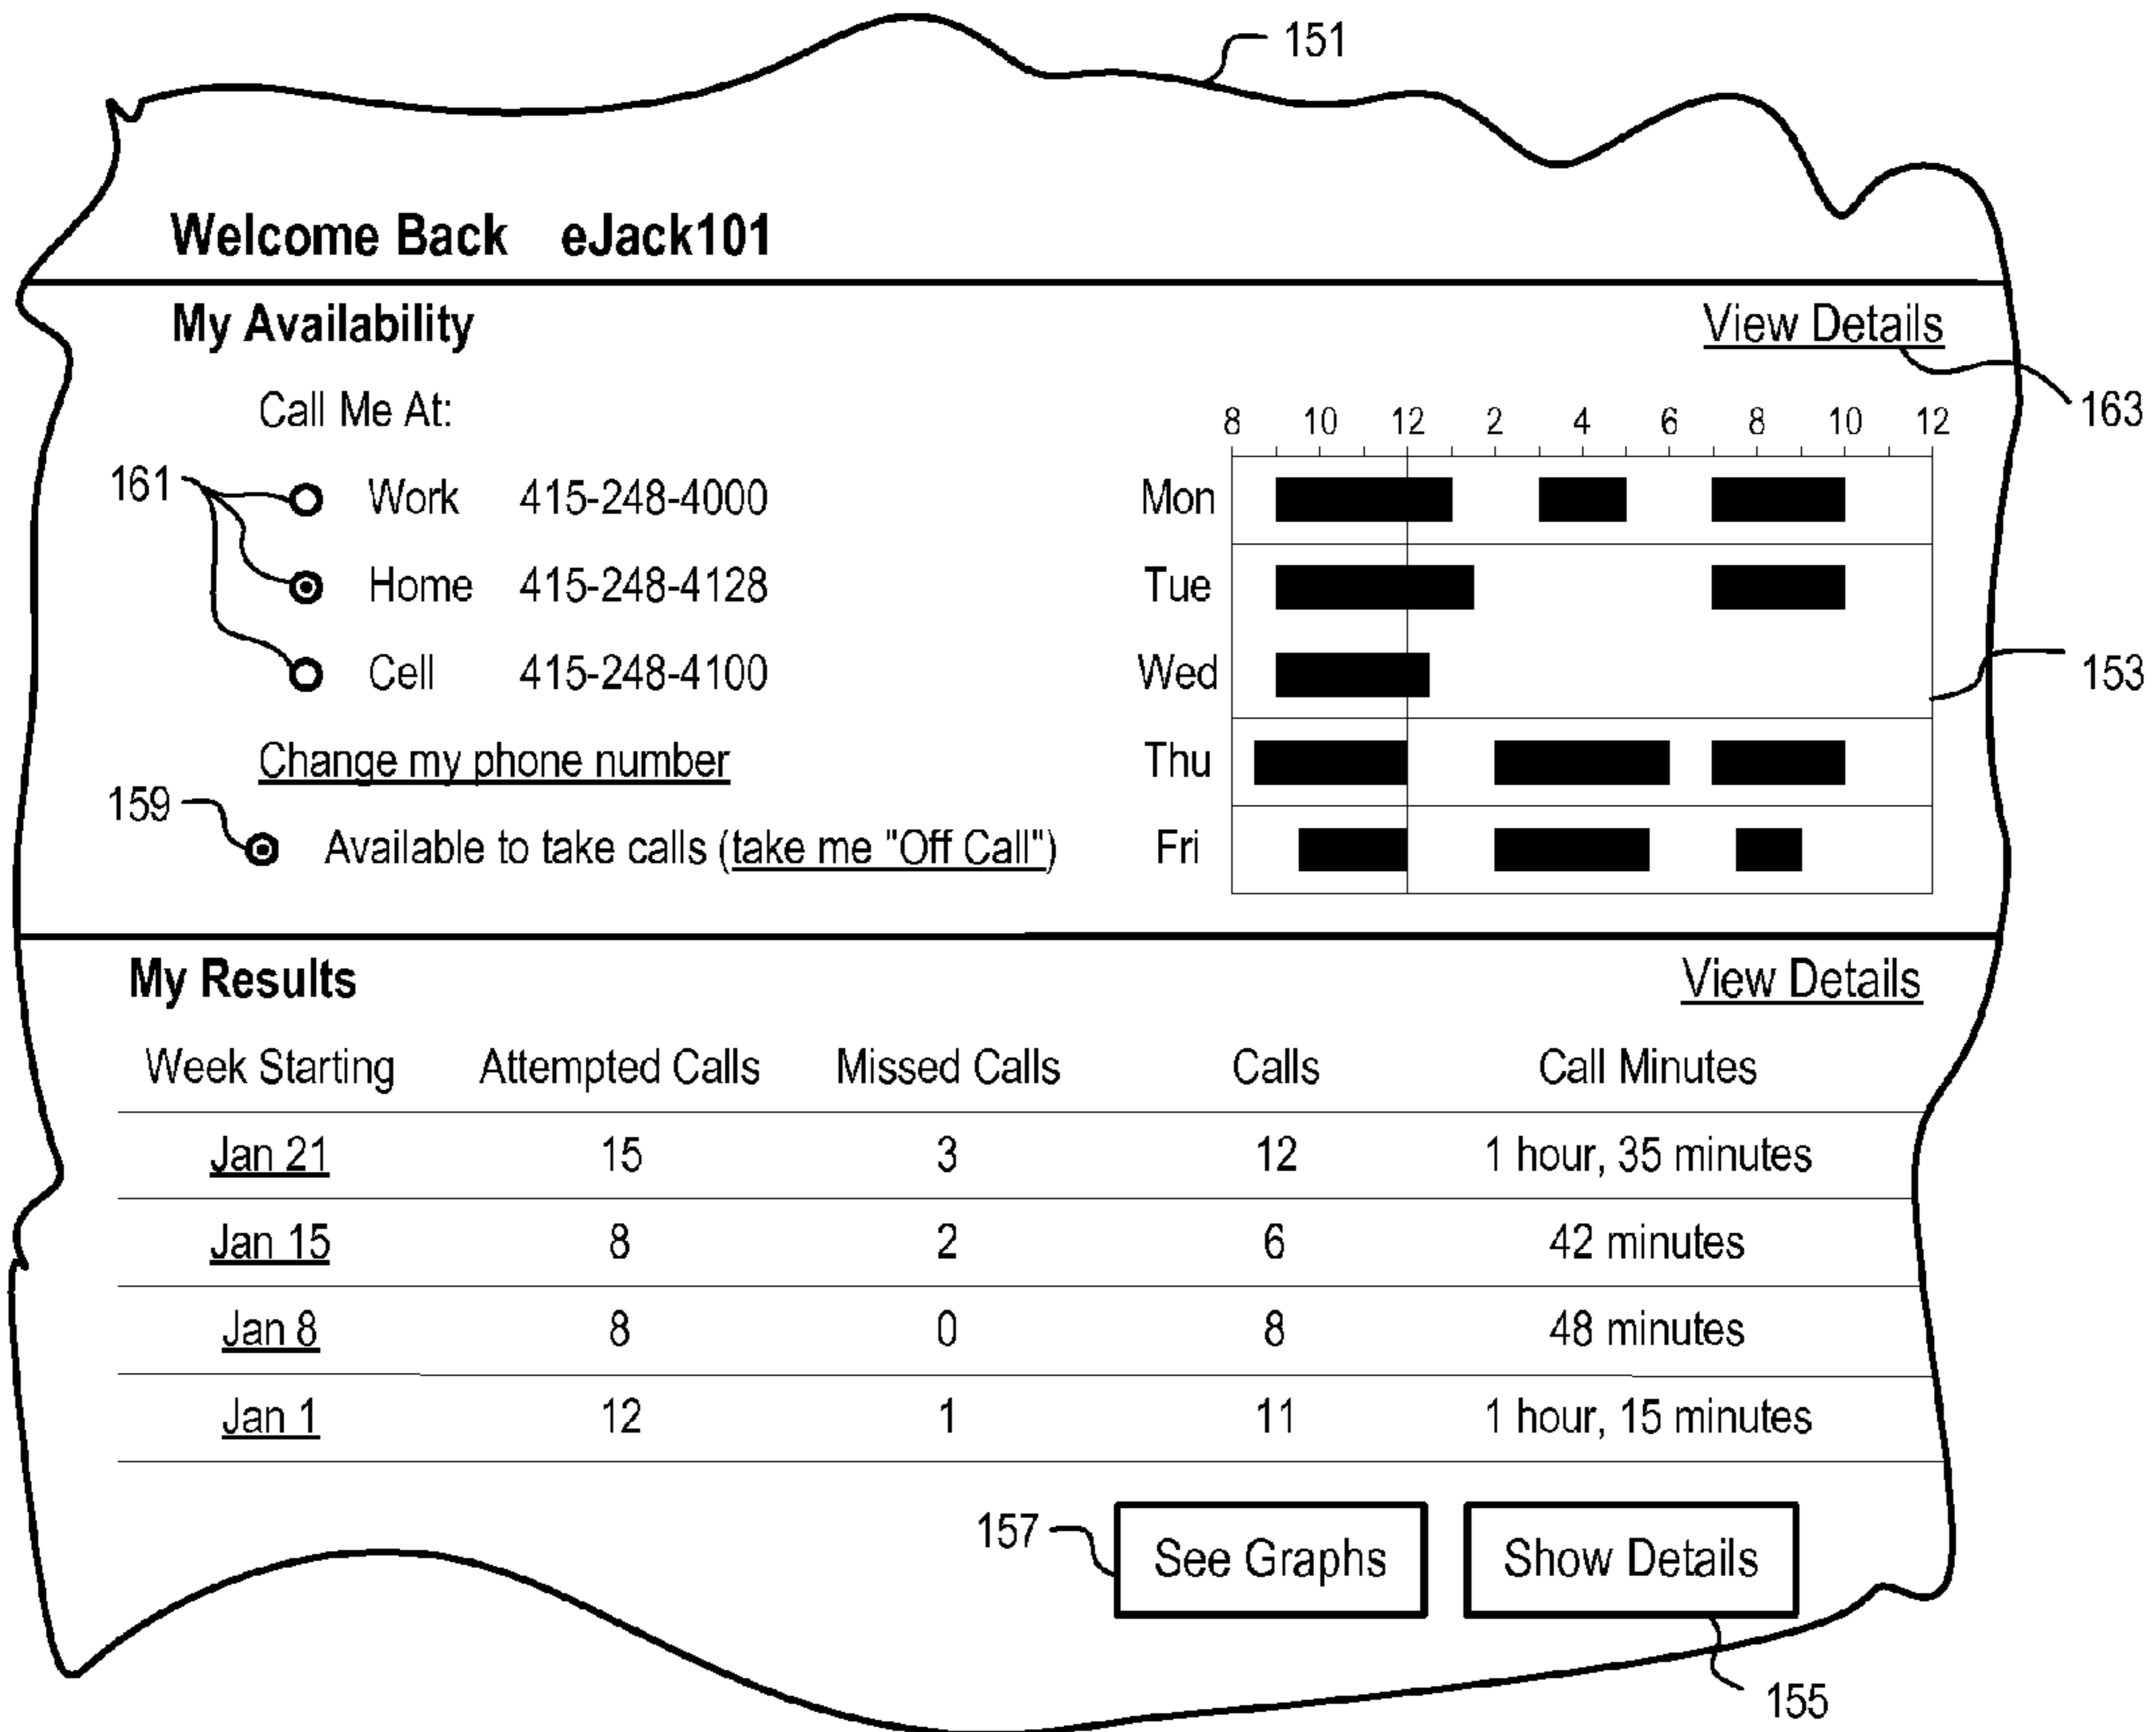 151
Welcome Back eJack101
My Availability View Details
163
Call Me At:
8 10 12 2 4 6 8 10 12
161 Work 415-248-4000 Mon
Home 415-248-4128 Tue
Cell 415-248-4100 Wed
153
Change my phone number Thu
159
Available to take calls (take me "Off Call") Fri
My Results View Details
Week Starting Attempted Calls Missed Calls Calls Call Minutes
Jan 21 15 3 12 1 hour, 35 minutes
Jan 15 8 2 6 42 minutes
Jan 8 8 0 8 48 minutes
Jan 1 12 1 11 1 hour, 15 minutes
157 See Graphs Show Details
155